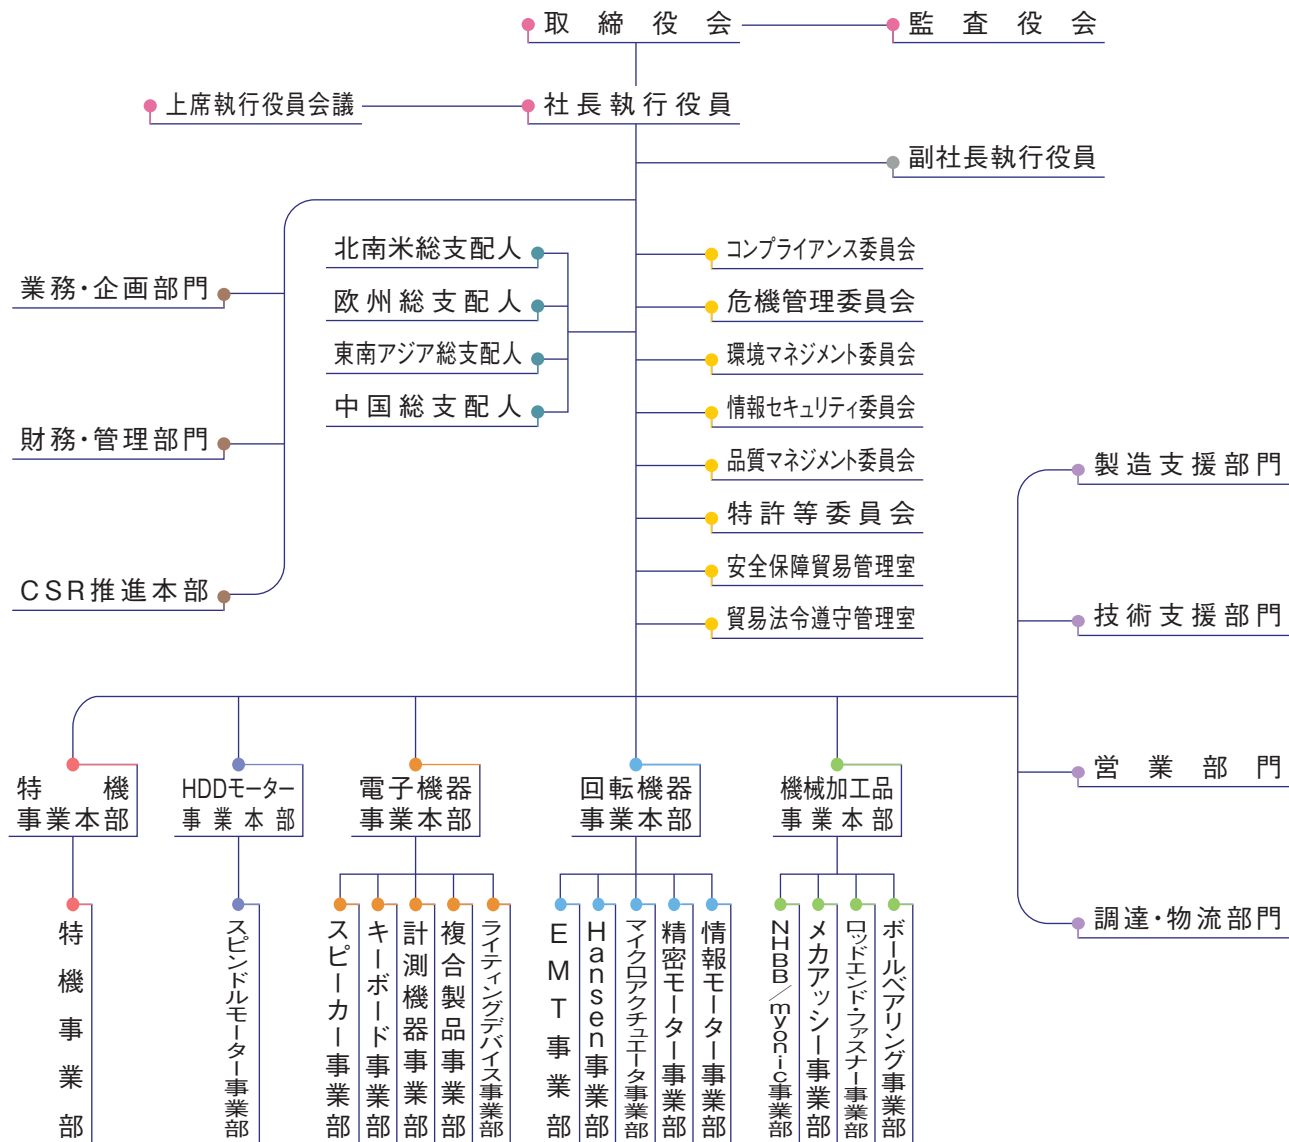 取締役会
監査役会
上席執行役員会議
社長執行役員
副社長執行役員
北南米総支配人
欧州総支配人
東南アジア総支配人
中国総支配人
コンプライアンス委員会
危機管理委員会
環境マネジメント委員会
情報セキュリティ委員会
品質マネジメント委員会
特許等委員会
安全保障貿易管理室
貿易法令遵守管理室
業務・企画部門
財務・管理部門
CSR推進本部
製造支援部門
技術支援部門
営業部門
調達・物流部門
特機
事業本部
HDDモーター
事業本部
電子機器
事業本部
回転機器
事業本部
機械加工品
事業本部
特機事業部
スピンドルモーター事業部
スピーカー事業部
キーボード事業部
計測機器事業部
複合製品事業部
ライティングデバイス事業部
EMT事業部
Hansen事業部
マイクロアクチュエータ事業部
精密モーター事業部
情報モーター事業部
NHBB/myonic事業部
メカアッシー事業部
ロッドエンド・ファスナー事業部
ボールベアリング事業部